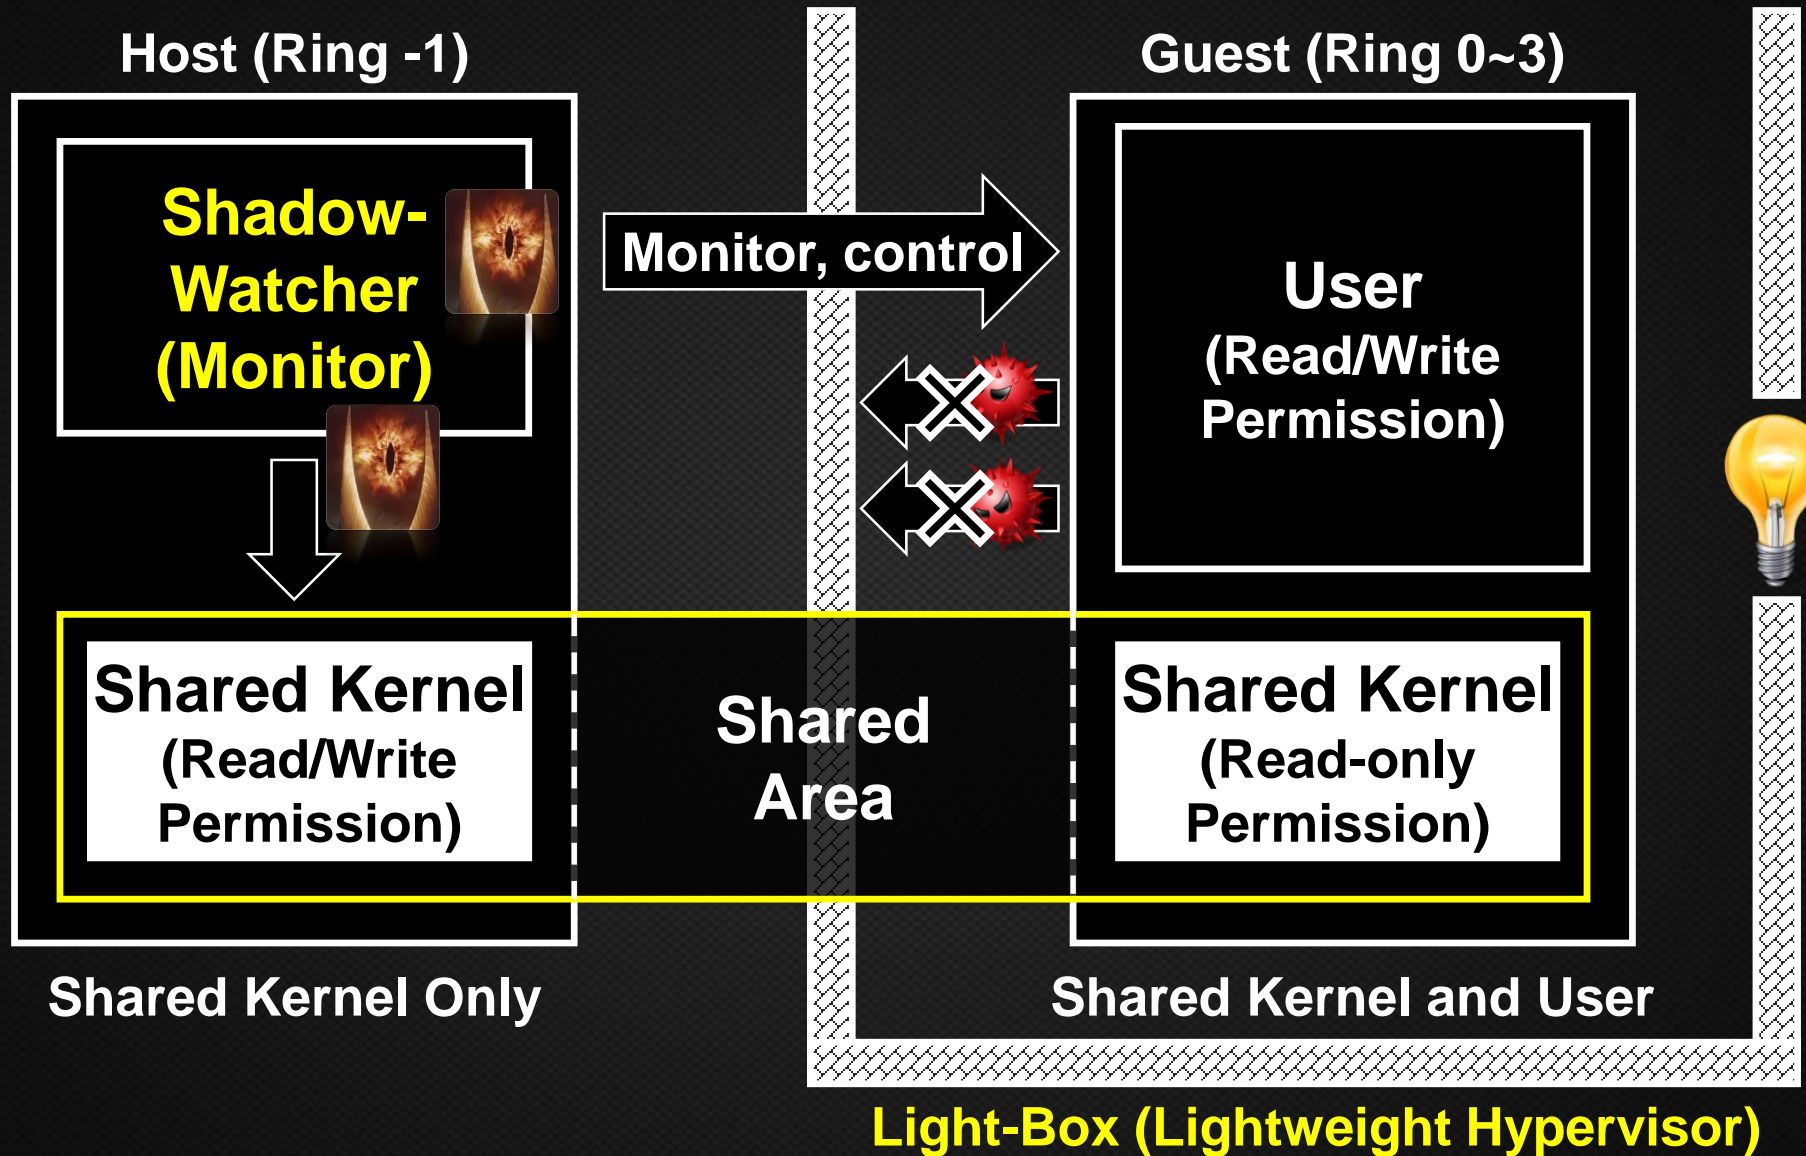 Host (Ring -1)
Guest (Ring 0~3)
Shadow-
Watcher
(Monitor)
Monitor, control
User
(Read/Write
Permission)
Shared Kernel
(Read/Write
Permission)
Shared
Area
Shared Kernel
(Read-only
Permission)
Shared Kernel Only
Shared Kernel and User
Light-Box (Lightweight Hypervisor)